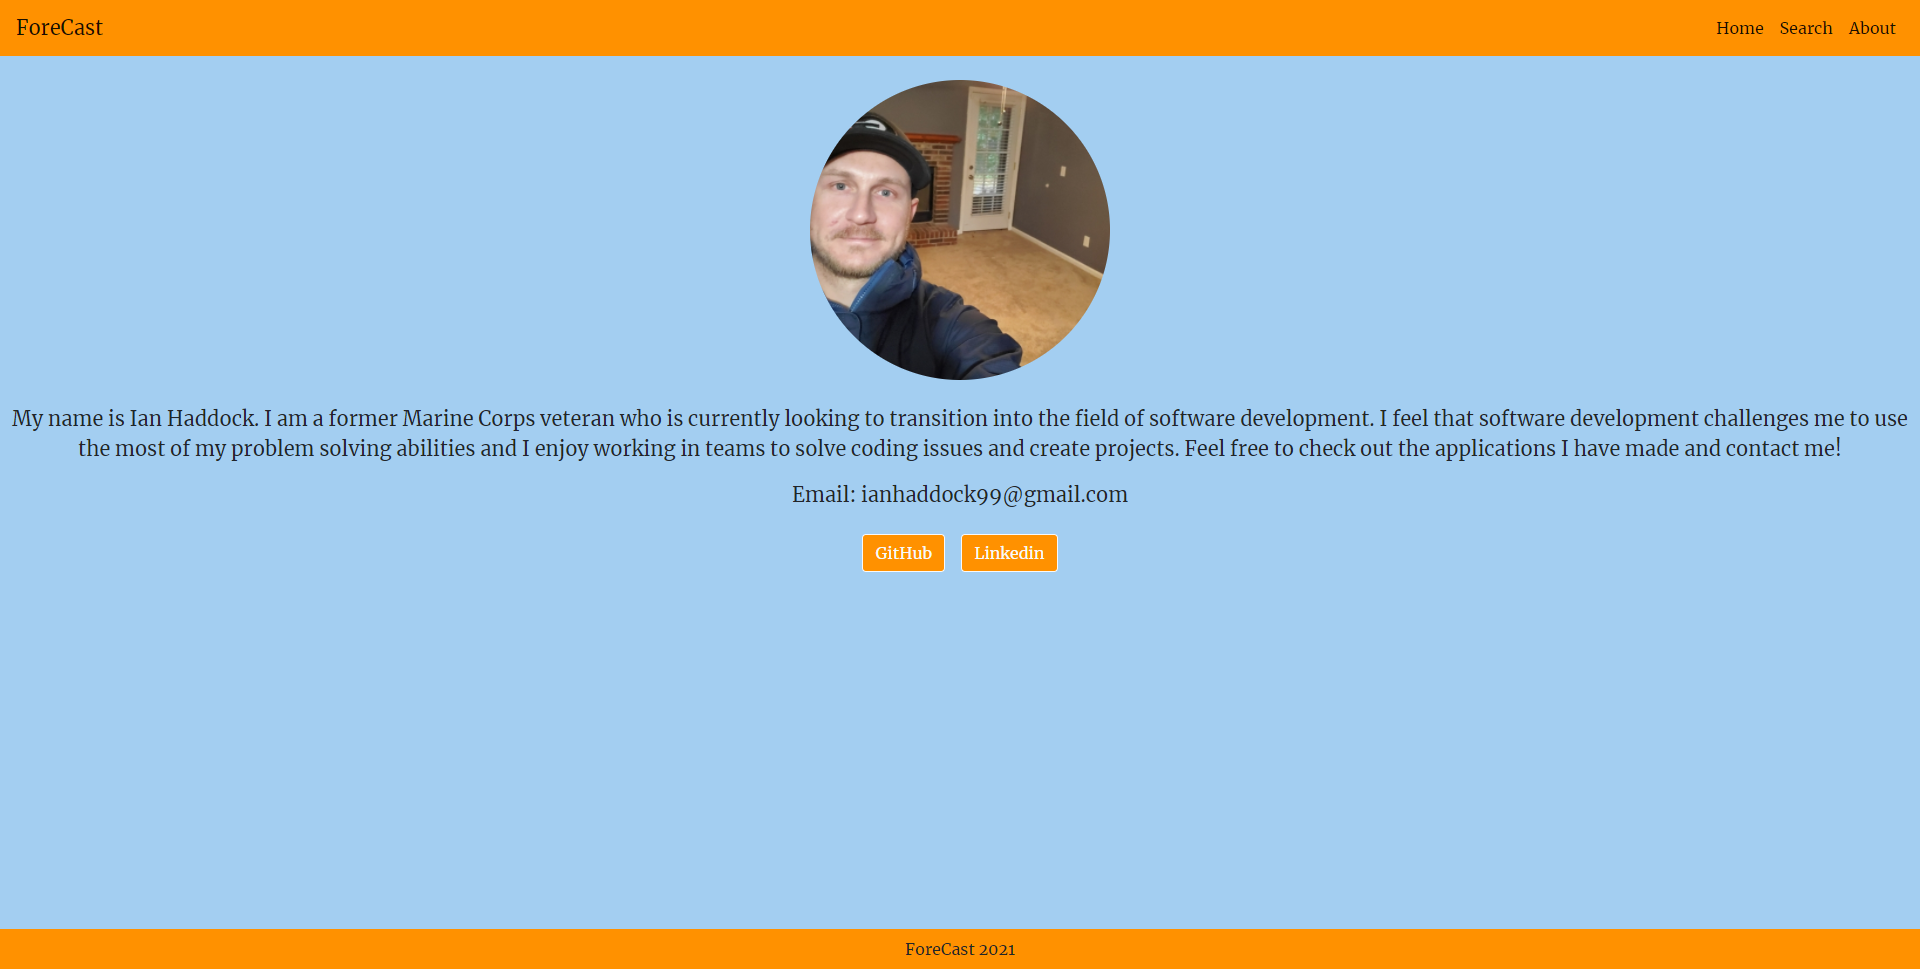 ForeCast
Home Search About
My name is Ian Haddock. I am a former Marine Corps veteran who is currently looking to transition into the field of software development. I feel that software development challenges me to use
the most of my problem solving abilities and I enjoy working in teams to solve coding issues and create projects. Feel free to check out the applications I have made and contact me!
Email: ianhaddock99@gmail.com
GitHub Linkedin
ForeCast 2021